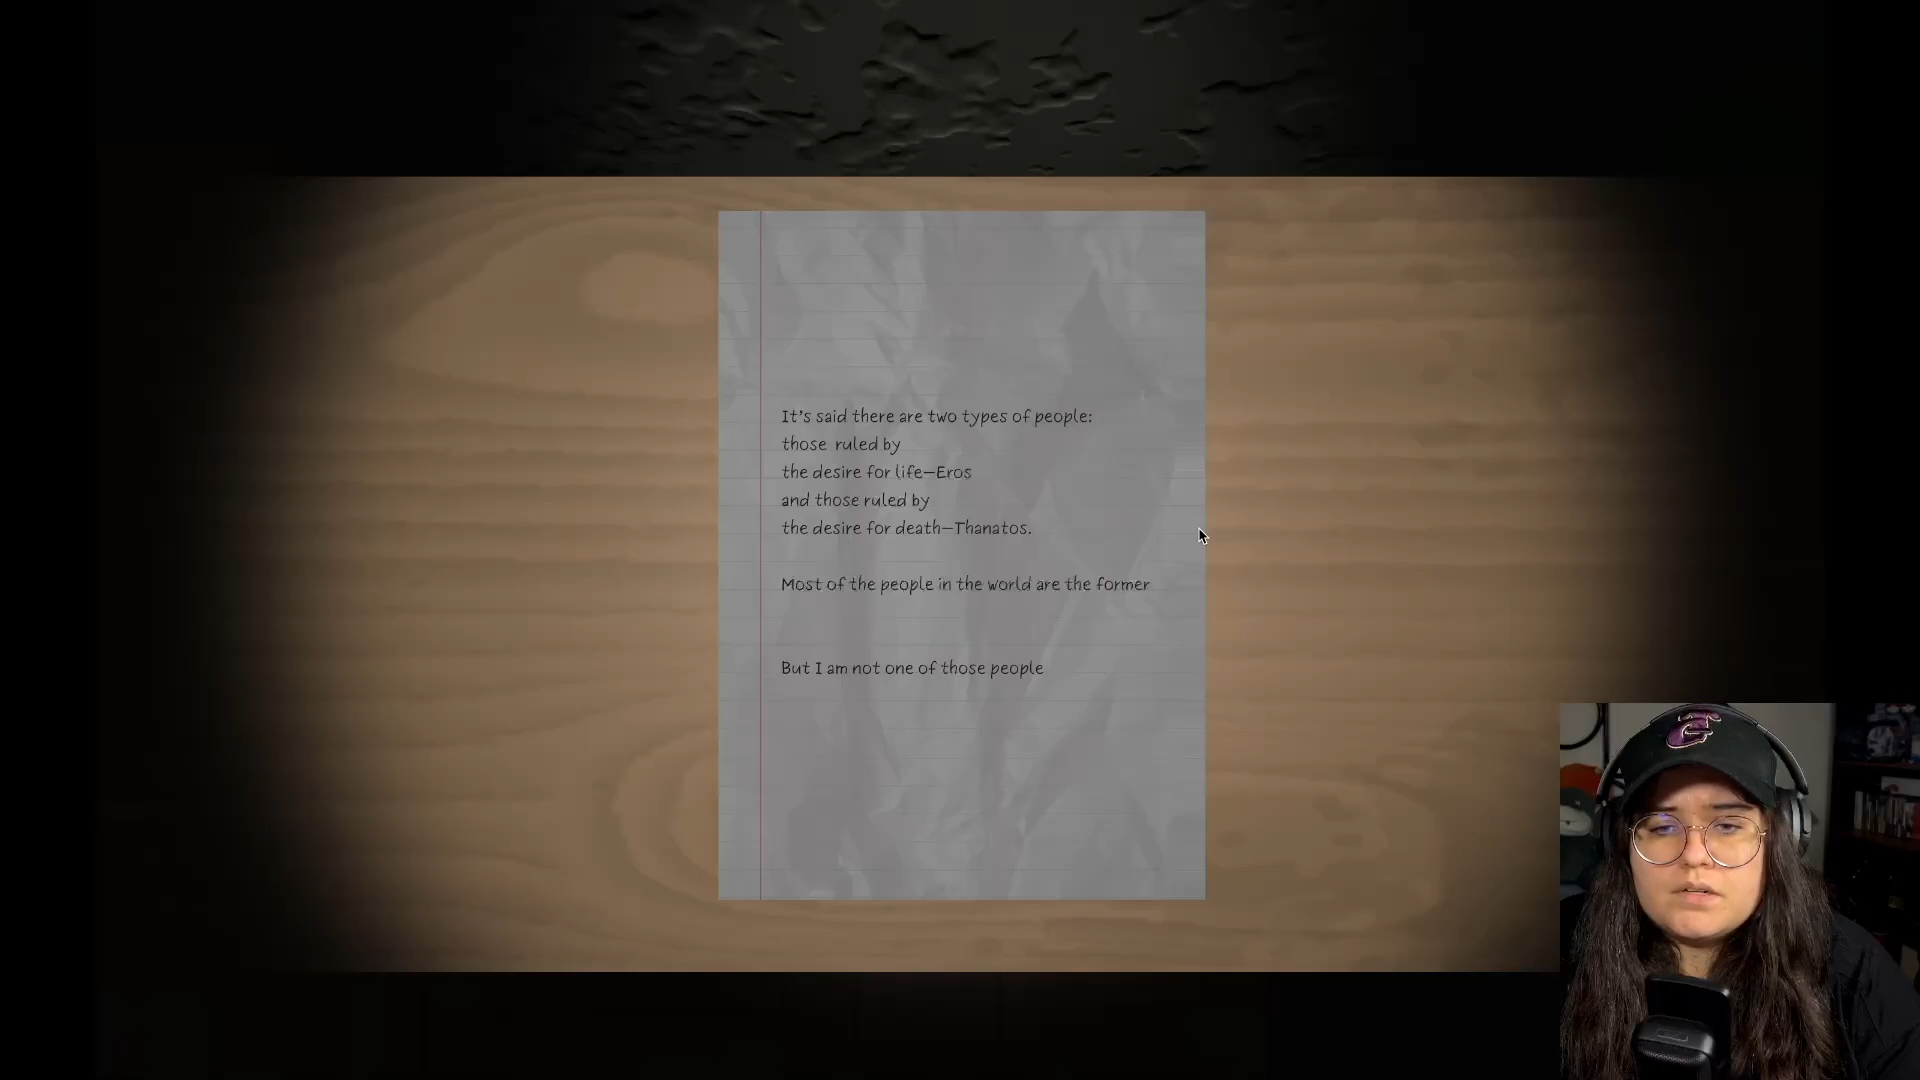 It's said there are two types of people:
those ruled by
the desire for life—Eros
and those ruled by
the desire for death—Thanatos.
Most of the people in the world are the former
But I am not one of those people